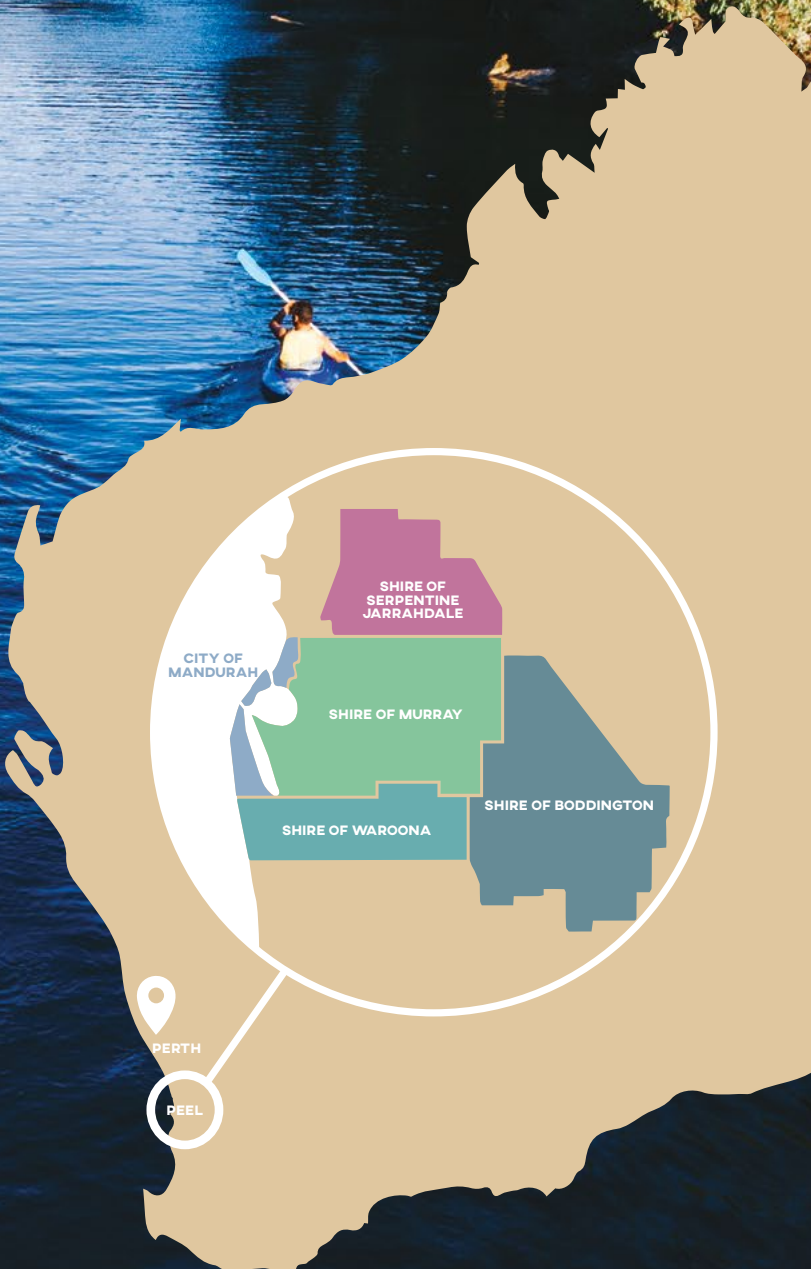 SHIRE OF
SERPENTINE
JARRAHDALE
CITY OF
MANDURAH
SHIRE OF MURRAY
SHIRE OF BODDINGTON
SHIRE OF WAROONA
PERTH
PEEL